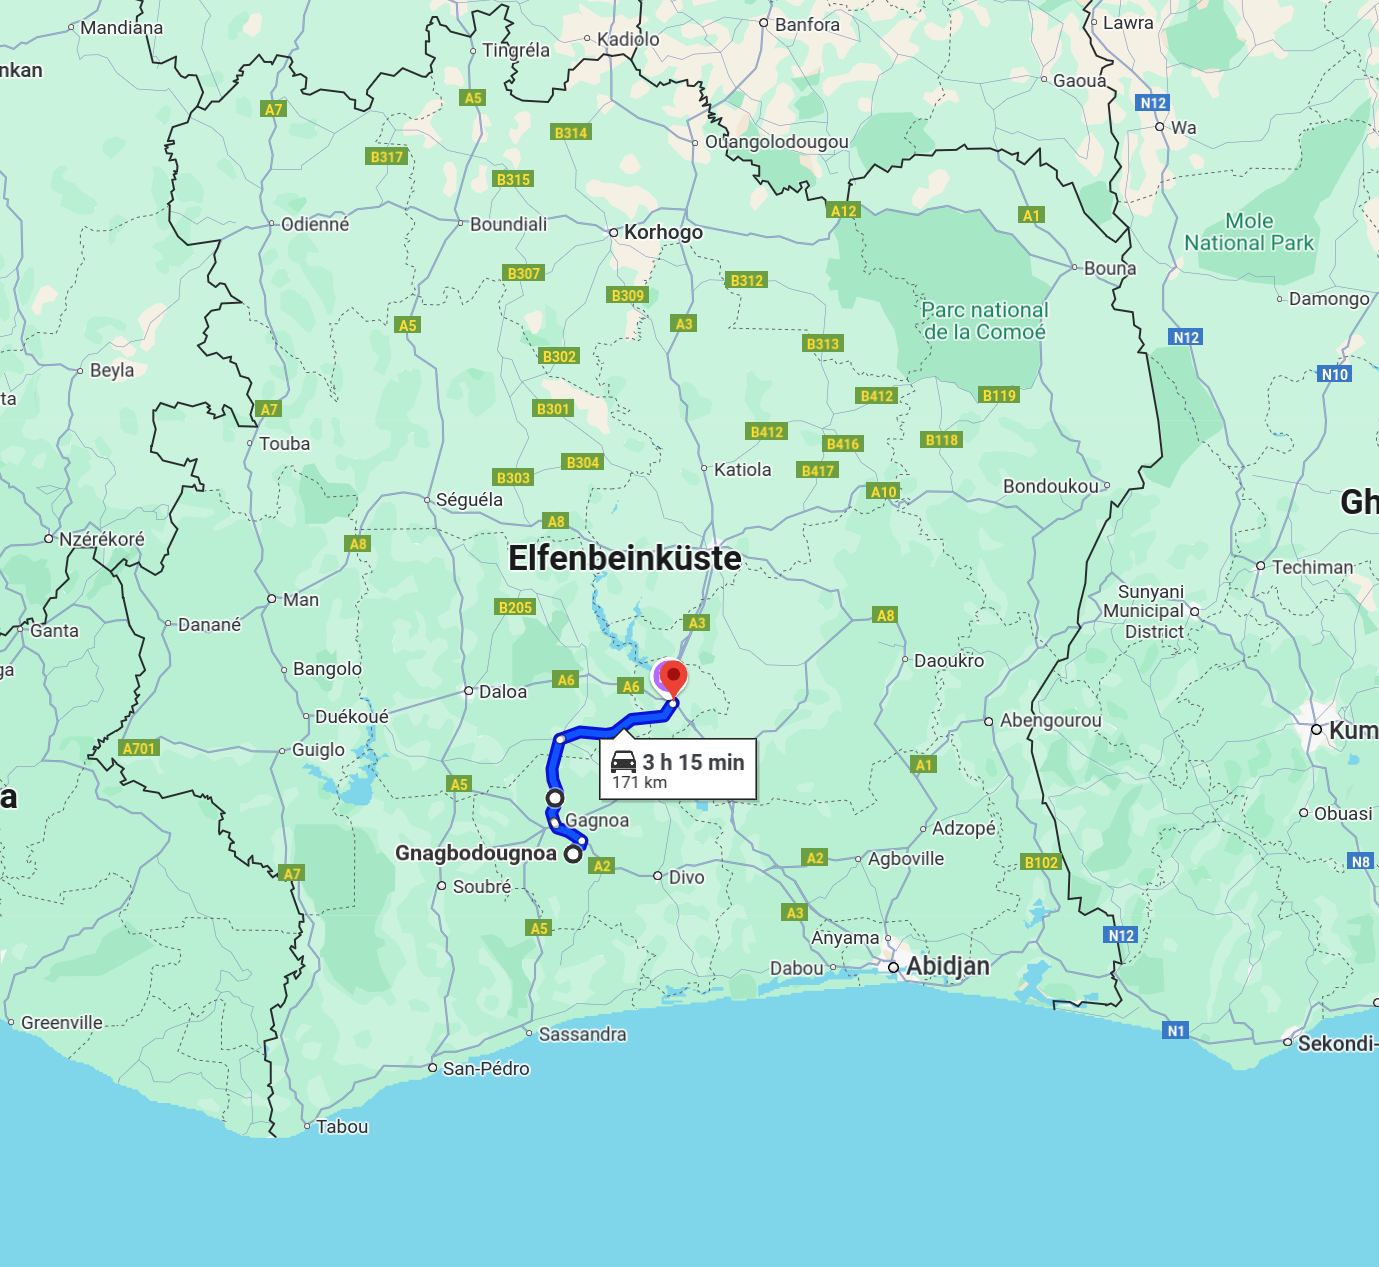 Mandiana
Tingréla
Kadiolo
Banfora
Lawra
nkan
Gaoua
A7
A5
N12
B314
Wa
Ouangolodougou
B317
B315
A12
A1
Odienné
Boundiali
Korhogo
Mole
National Park
Bouna
B307
B312
B309
Damongo
Parc national
de la Comoé
A5
A3
B313
N12
B302
Beyla
N10
ta
A7
B301
B412
B119
Touba
B412
B416
B118
B304
Katiola
B417
B303
Bondoukou
A10
Séguéla
Gh
A8
Nzérékoré
A8
Elfenbeinküste
Techiman
Man
B205
Sunyani
Municipal
District
A8
Danané
A3
Ganta
Daoukro
ga
Bangolo
A6
A6
Daloa
Duékoué
Abengourou
Kum
A701
Guiglo
3 h 15 min
171 km
A1
A5
a
Obuasi
Gagnoa
Adzopé
Gnagbodougnoa
A2
A2
Agboville
B102
N8
A7
Soubré
Divo
A3
A5
Anyama
N12
Dabou
Abidjan
Greenville
Sassandra
N1
Sekondi-
San-Pédro
Tabou